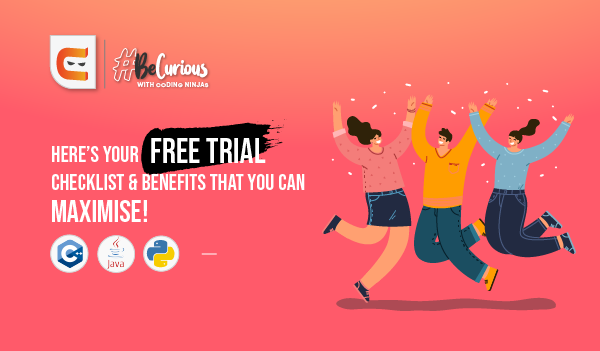 #BeCurious
WITH CODING NINJAS
HERE'S YOUR FREE TRIAL
CHECKLIST & BENEFITS THAT YOU CAN
MAXIMISE!
C++
Java